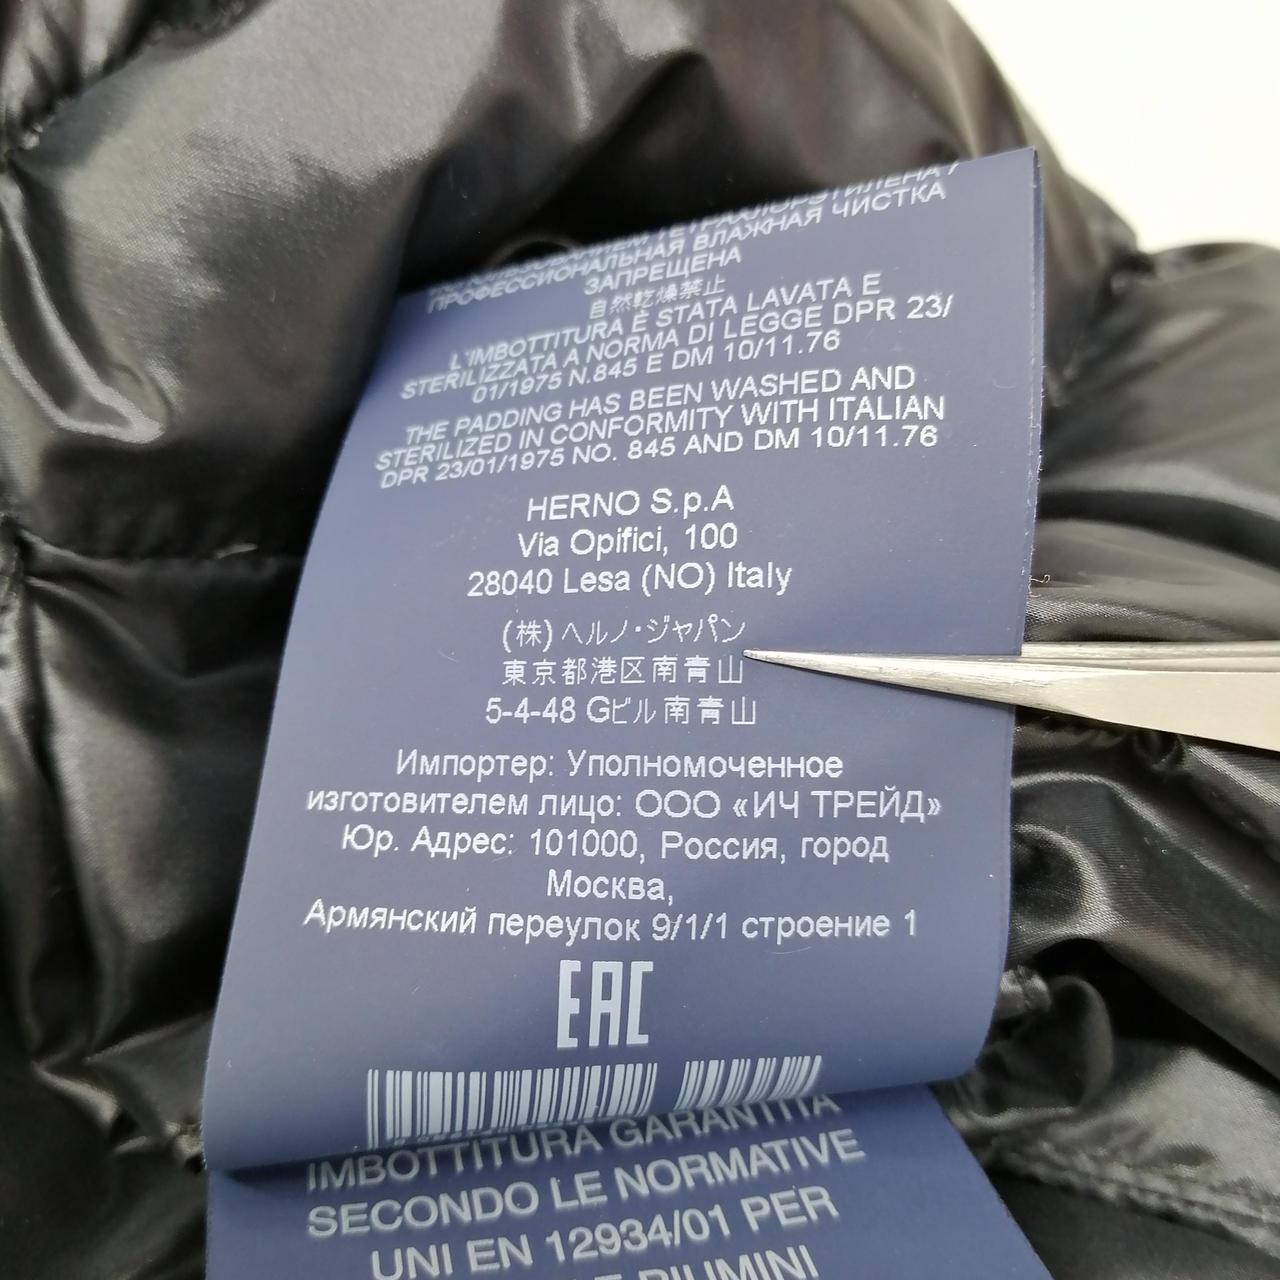 ИСПОЛЬЗОВАНИЕМ ТЕТРАХЛОРЭТИЛЕНА /
ПРОФЕССИОНАЛЬНАЯ ВЛАЖНАЯ ЧИСТКА
ЗАПРЕЩЕНА
自然乾燥禁止
L'IMBOTTITURA È STATA LAVATA E
STERILIZZATA A NORMA DI LEGGE DPR 23/
01/1975 N.845 E DM 10/11.76
THE PADDING HAS BEEN WASHED AND
STERILIZED IN CONFORMITY WITH ITALIAN
DPR 23/01/1975 NO. 845 AND DM 10/11.76
HERNO S.p.A
Via Opifici, 100
28040 Lesa (NO) Italy
(株)ヘルノ・ジャパン
東京都港区南青山
5-4-48 Gビル南青山
Импортер: Уполномоченное
изготовителем лицо: ООО «ИЧ ТРЕЙД»
Юр. Адрес: 101000, Россия, город
Москва,
Армянский переулок 9/1/1 строение 1
EAC
IMBOTTITURA GARANTITA
SECONDO LE NORMATIVE
UNI EN 12934/01 PER
PIUMINI